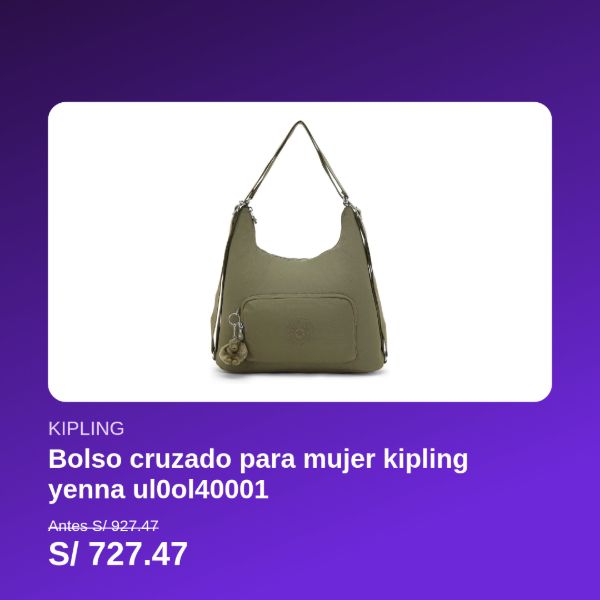 KIPLING
Bolso cruzado para mujer kipling
yenna ul0ol40001
Antes S/ 927.47
S/ 727.47